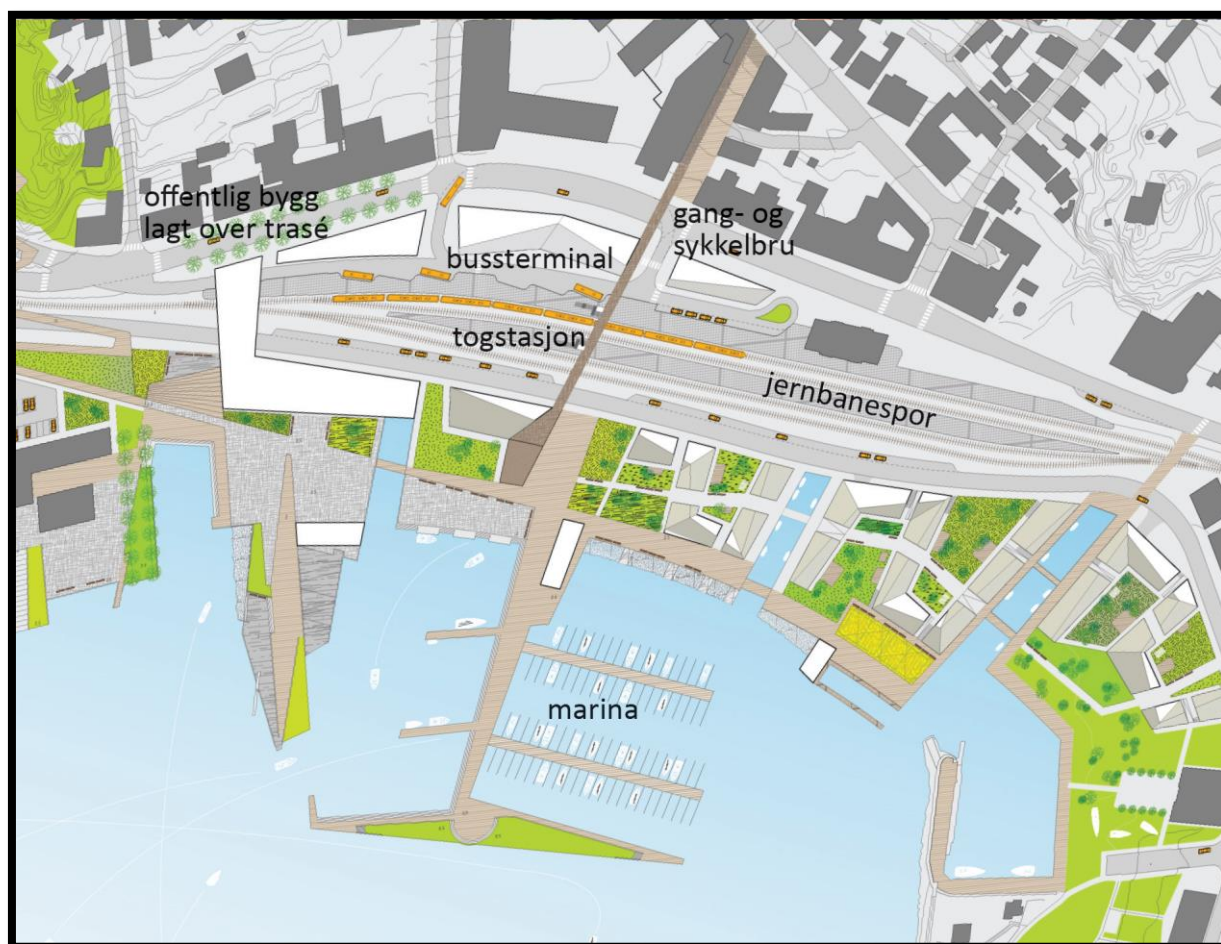 offentlig bygg
lagt over trasé
bussterminal
gang- og
sykkelbru
togstasjon
jernbanespor
marina